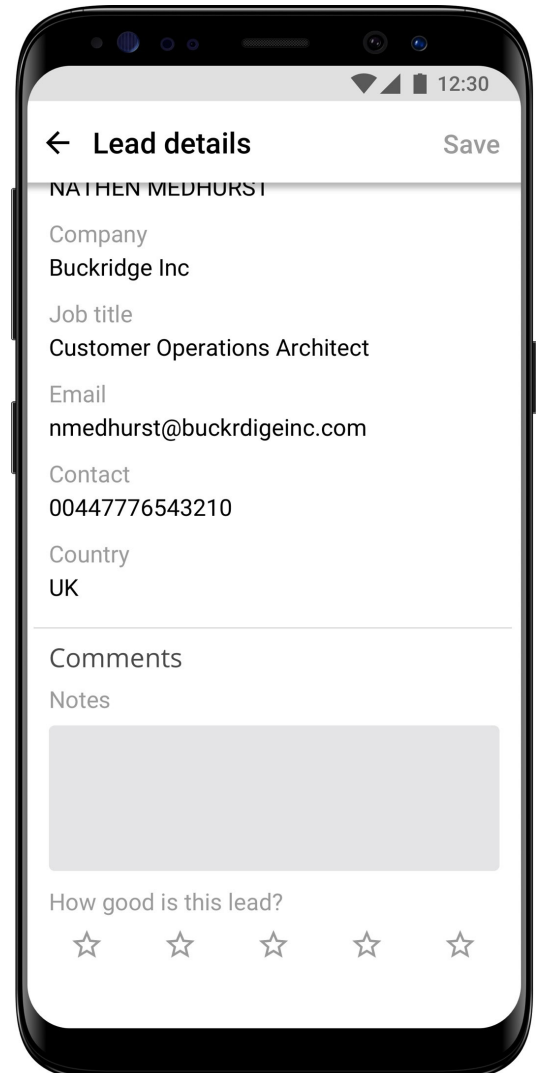 12:30
Lead details
Save
NATHEN MEDHURST
Company
Buckridge Inc
Job title
Customer Operations Architect
Email
nmedhurst@buckrdigeinc.com
Contact
00447776543210
Country
UK
Comments
Notes
How good is this lead?